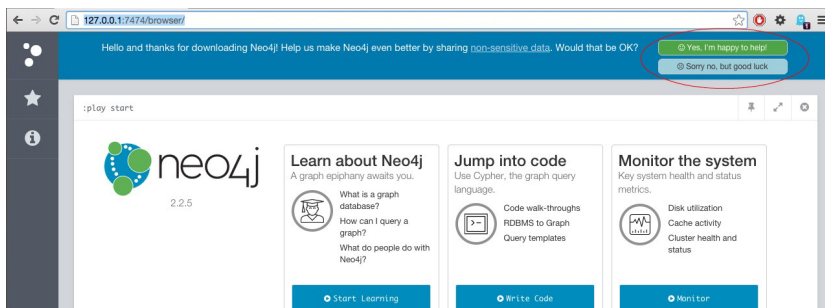 127.0.0.1:7474/browser/
Hello and thanks for downloading Neo4j! Help us make Neo4j even better by sharing non-sensitive data. Would that be OK?
Yes, I'm happy to help!
Sorry no, but good luck
:play start
neo4j
2.2.5
Learn about Neo4j
A graph epiphany awaits you.
What is a graph
database?
How can I query a
graph?
What do people do with
Neo4j?
Start Learning
Jump into code
Use Cypher, the graph query
language.
Code walk-throughs
RDBMS to Graph
Query templates
Write Code
Monitor the system
Key system health and status
metrics.
Disk utilization
Cache activity
Cluster health and
status
Monitor